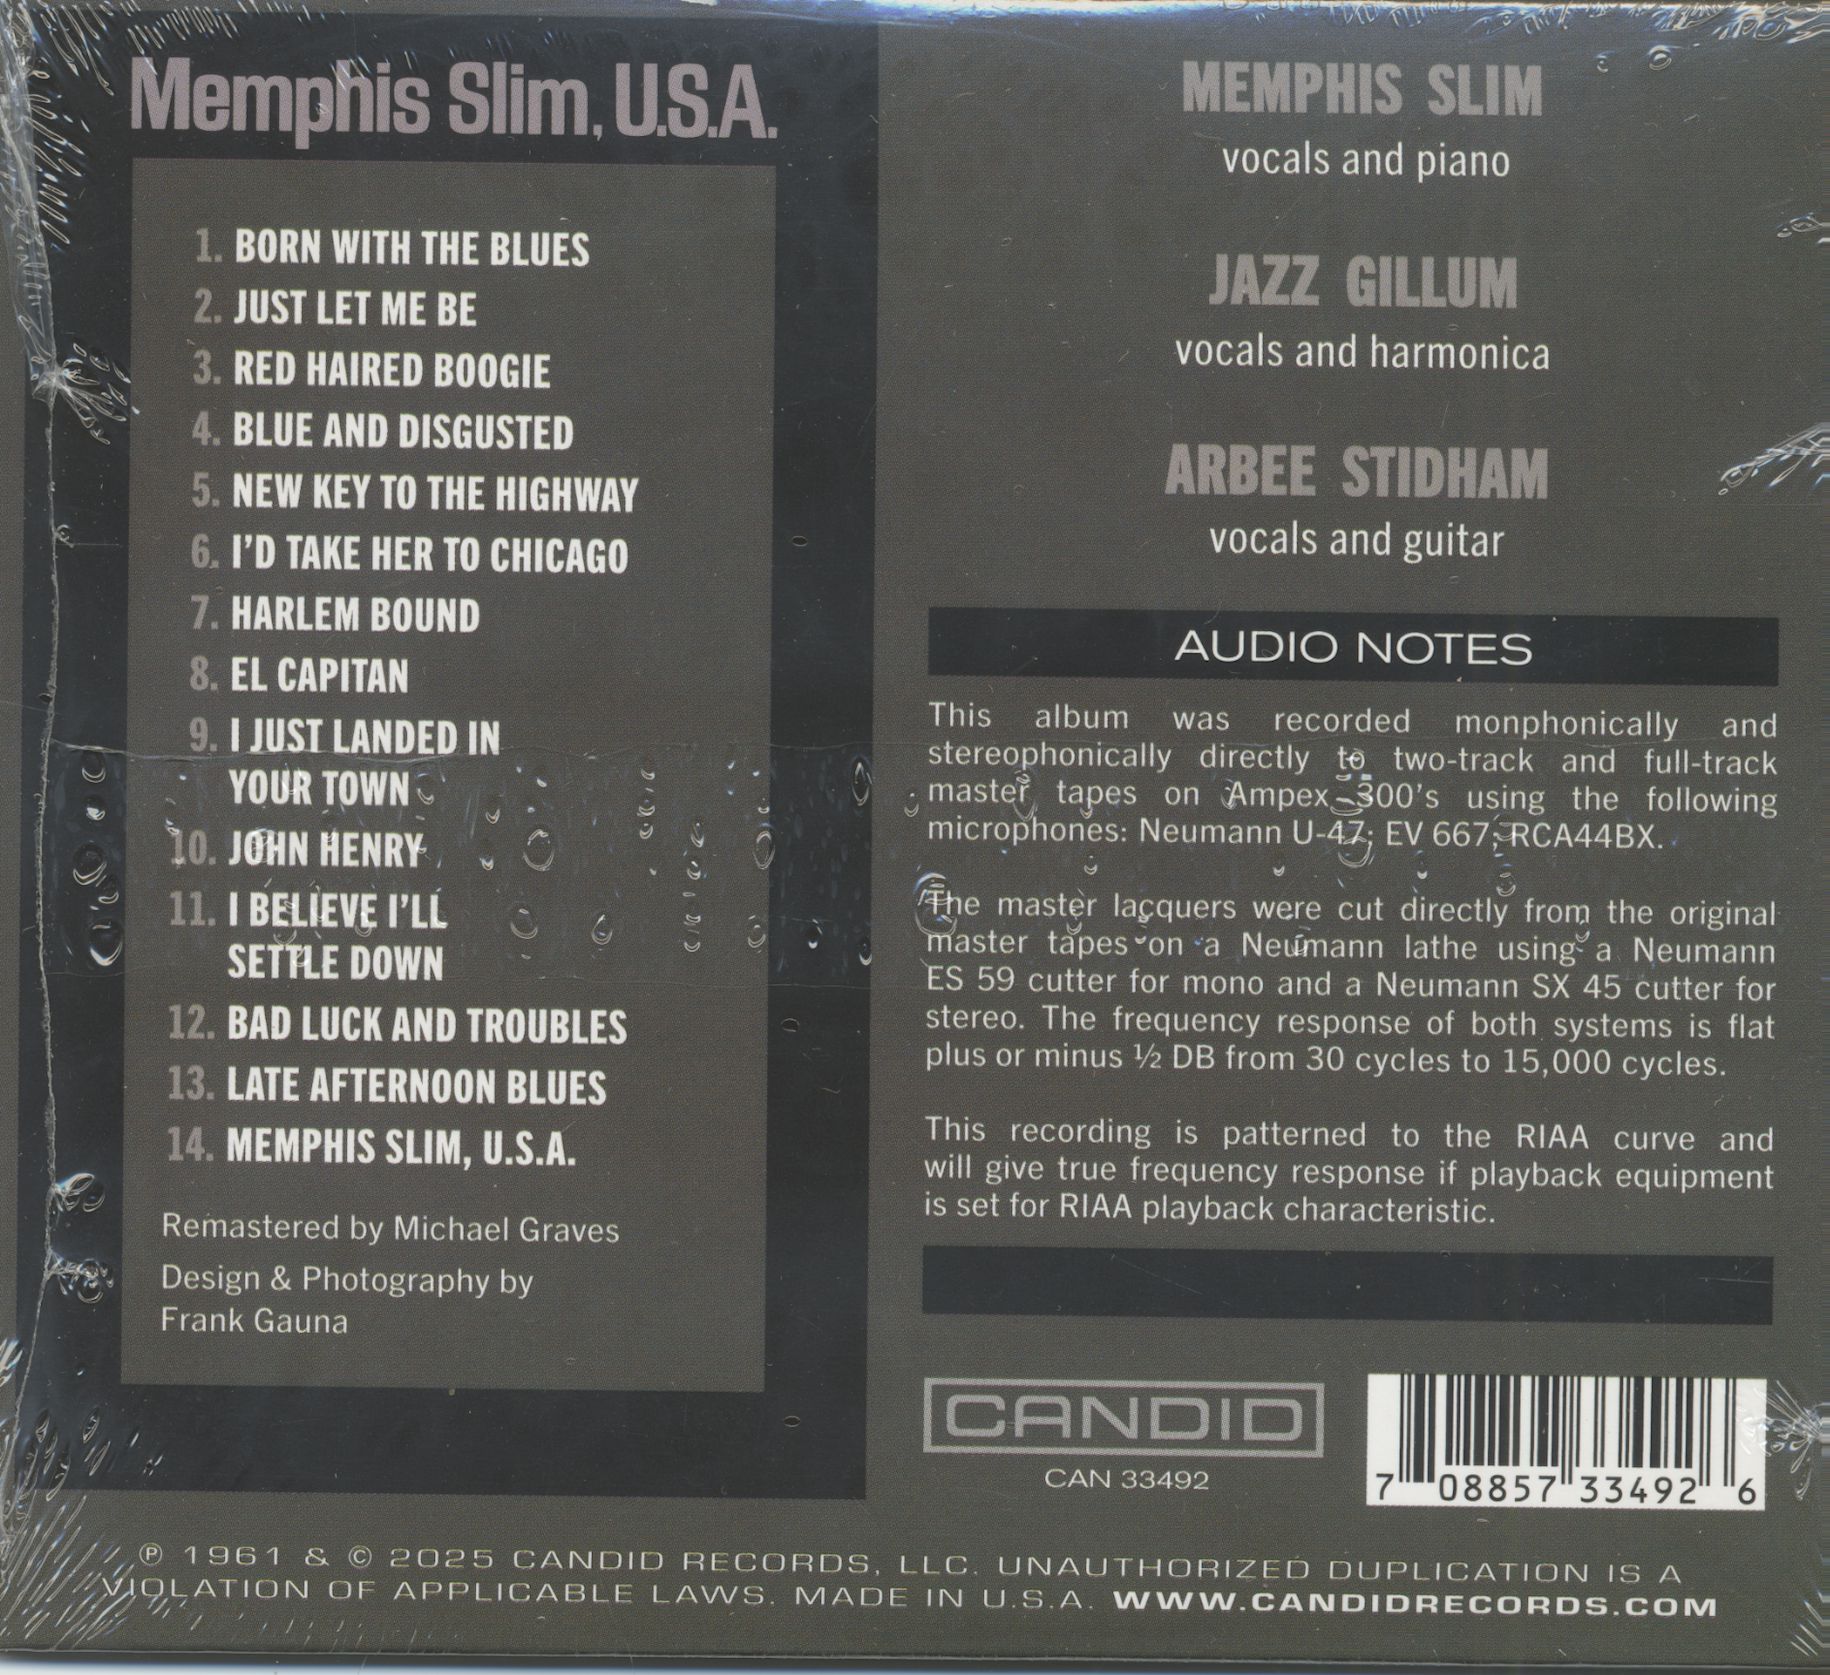 Memphis Slim, U.S.A.
1. BORN WITH THE BLUES
2. JUST LET ME BE
3. RED HAIRED BOOGIE
4. BLUE AND DISGUSTED
5. NEW KEY TO THE HIGHWAY
6. I'D TAKE HER TO CHICAGO
7. HARLEM BOUND
8. EL CAPITAN
9. I JUST LANDED IN
YOUR TOWN
10. JOHN HENRY
11. I BELIEVE I'LL
SETTLE DOWN
12. BAD LUCK AND TROUBLES
13. LATE AFTERNOON BLUES
14. MEMPHIS SLIM, U.S.A.
Remastered by Michael Graves
Design & Photography by
Frank Gauna
MEMPHIS SLIM
vocals and piano
JAZZ GILLUM
vocals and harmonica
ARBEE STIDHAM
vocals and guitar
AUDIO NOTES
This album was recorded monphonically and
stereophonically directly to two-track and full-track
master tapes on Ampex 300's using the following
microphones: Neumann U-47; EV 667; RCA44BX.
The master lacquers were cut directly from the original
master tapes on a Neumann lathe using a Neumann
ES 59 cutter for mono and a Neumann SX 45 cutter for
stereo. The frequency response of both systems is flat
plus or minus ½ DB from 30 cycles to 15,000 cycles.
This recording is patterned to the RIAA curve and
will give true frequency response if playback equipment
is set for RIAA playback characteristic.
CANDID
CAN 33492
7 08857 33492 6
℗ 1961 & © 2025 CANDID RECORDS, LLC. UNAUTHORIZED DUPLICATION IS A
VIOLATION OF APPLICABLE LAWS. MADE IN U.S.A. WWW.CANDIDRECORDS.COM